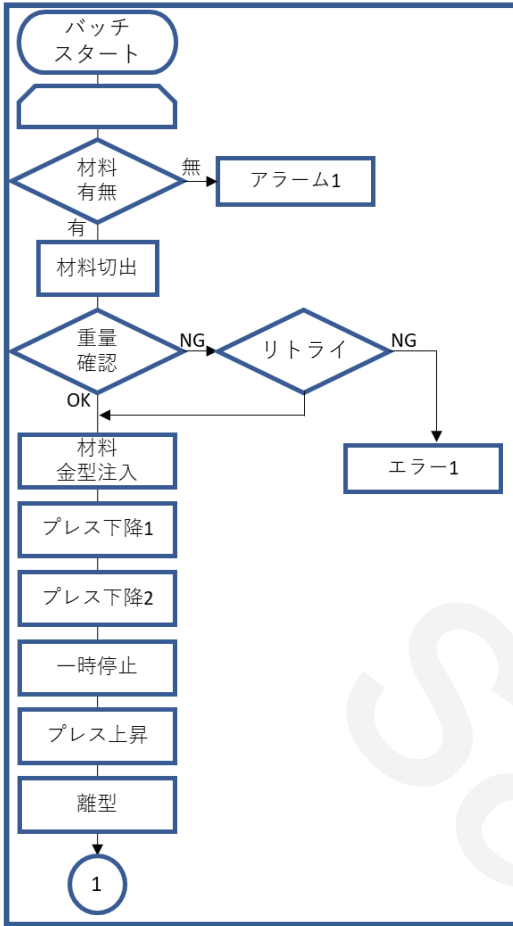 バッチ
スタート
材料
有無
無
アラーム1
有
材料切出
重量
確認
NG
リトライ
NG
OK
材料
金型注入
エラー1
プレス下降1
プレス下降2
一時停止
プレス上昇
離型
1